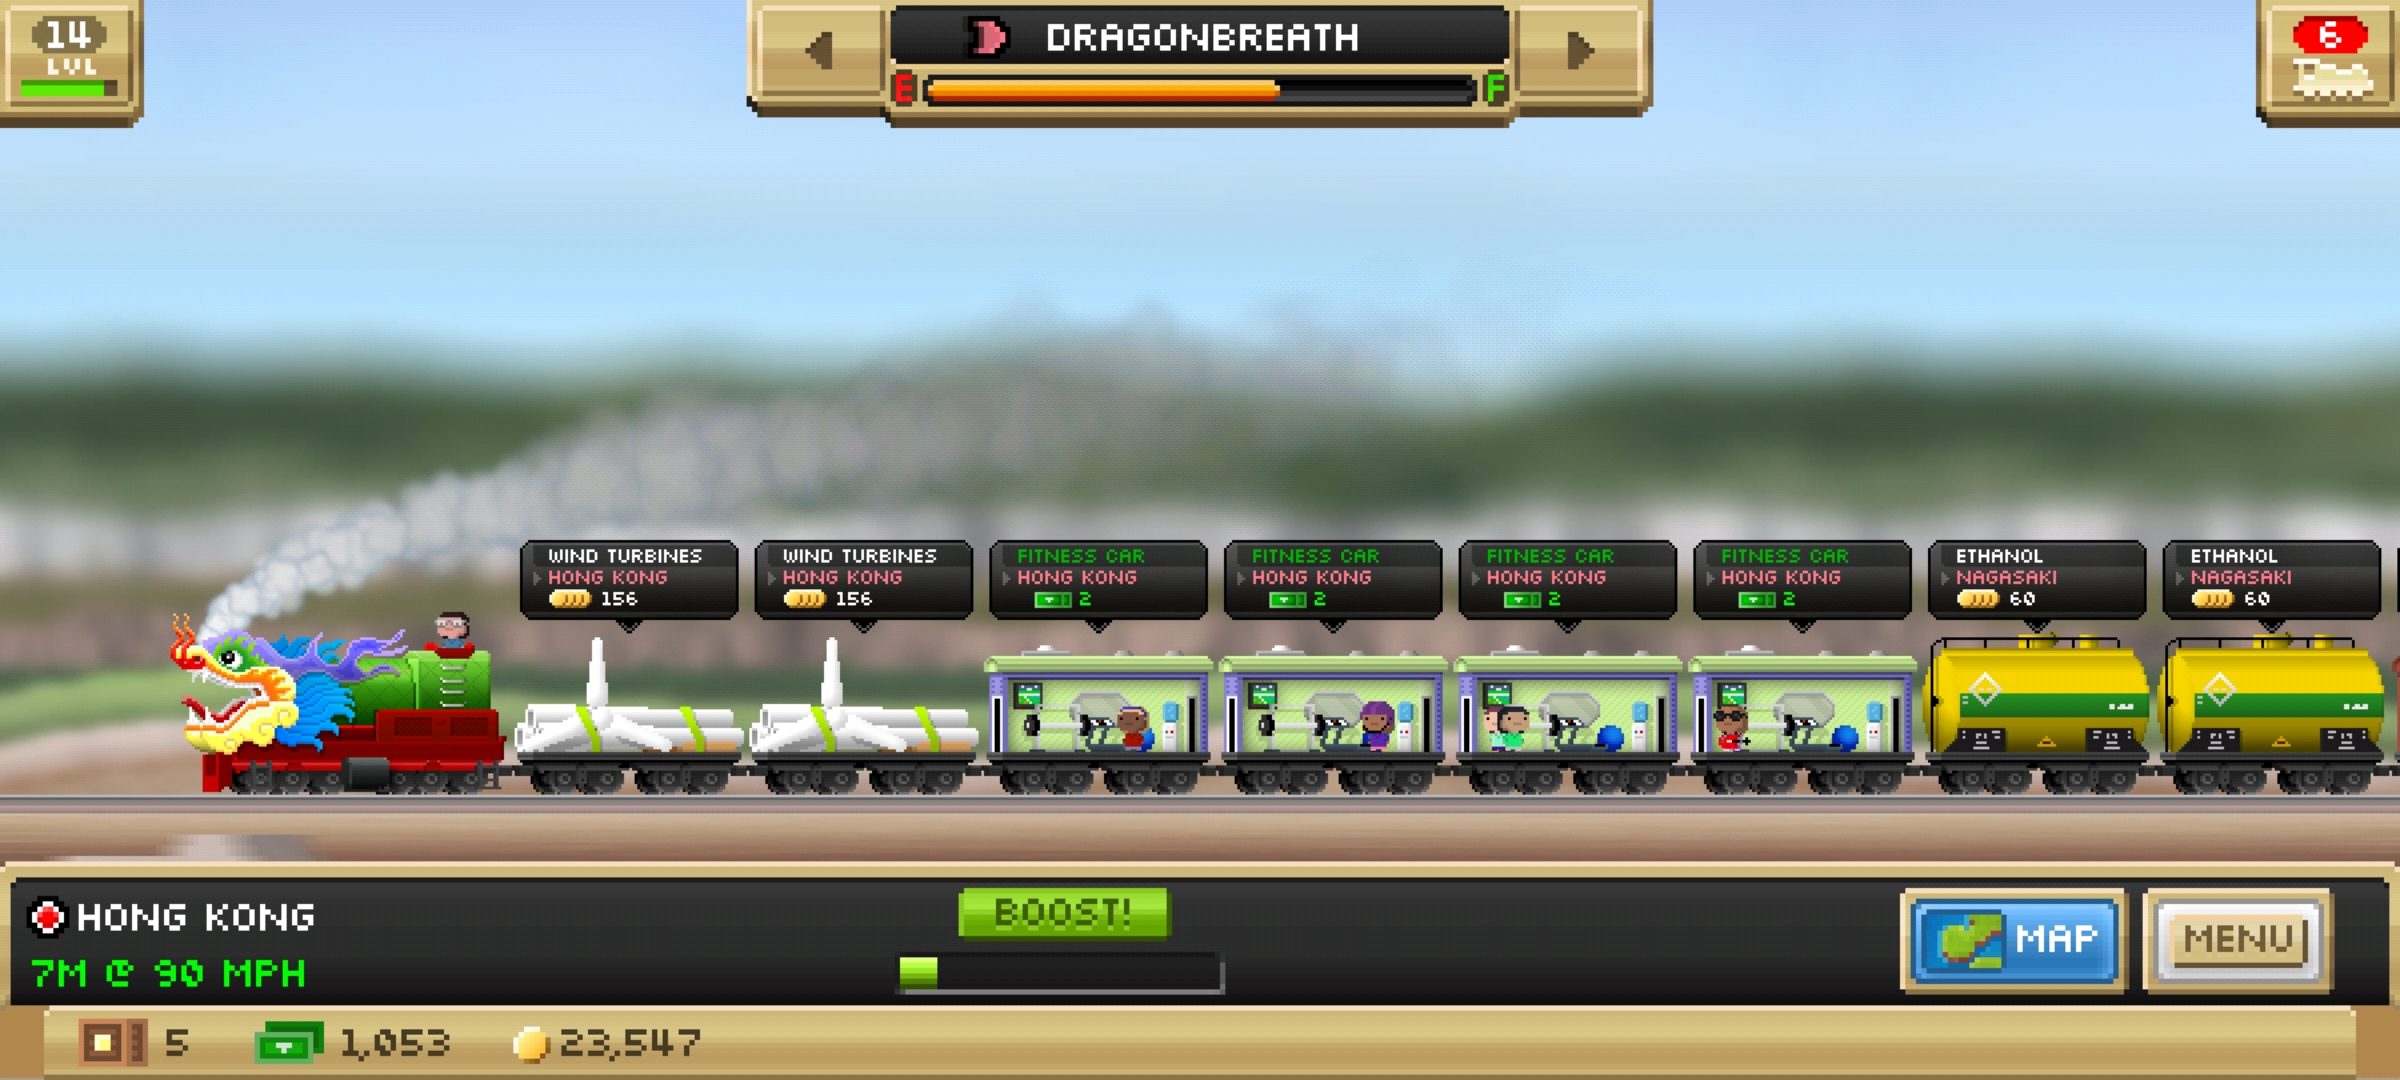 14
LVL
DRAGONBREATH
E F
6
WIND TURBINES
HONG KONG
156
WIND TURBINES
HONG KONG
156
FITNESS CAR
HONG KONG
2
FITNESS CAR
HONG KONG
2
FITNESS CAR
HONG KONG
2
FITNESS CAR
HONG KONG
2
ETHANOL
NAGASAKI
60
ETHANOL
NAGASAKI
60
HONG KONG
7M @ 90 MPH
BOOST!
MAP
MENU
5
1,053
23,547